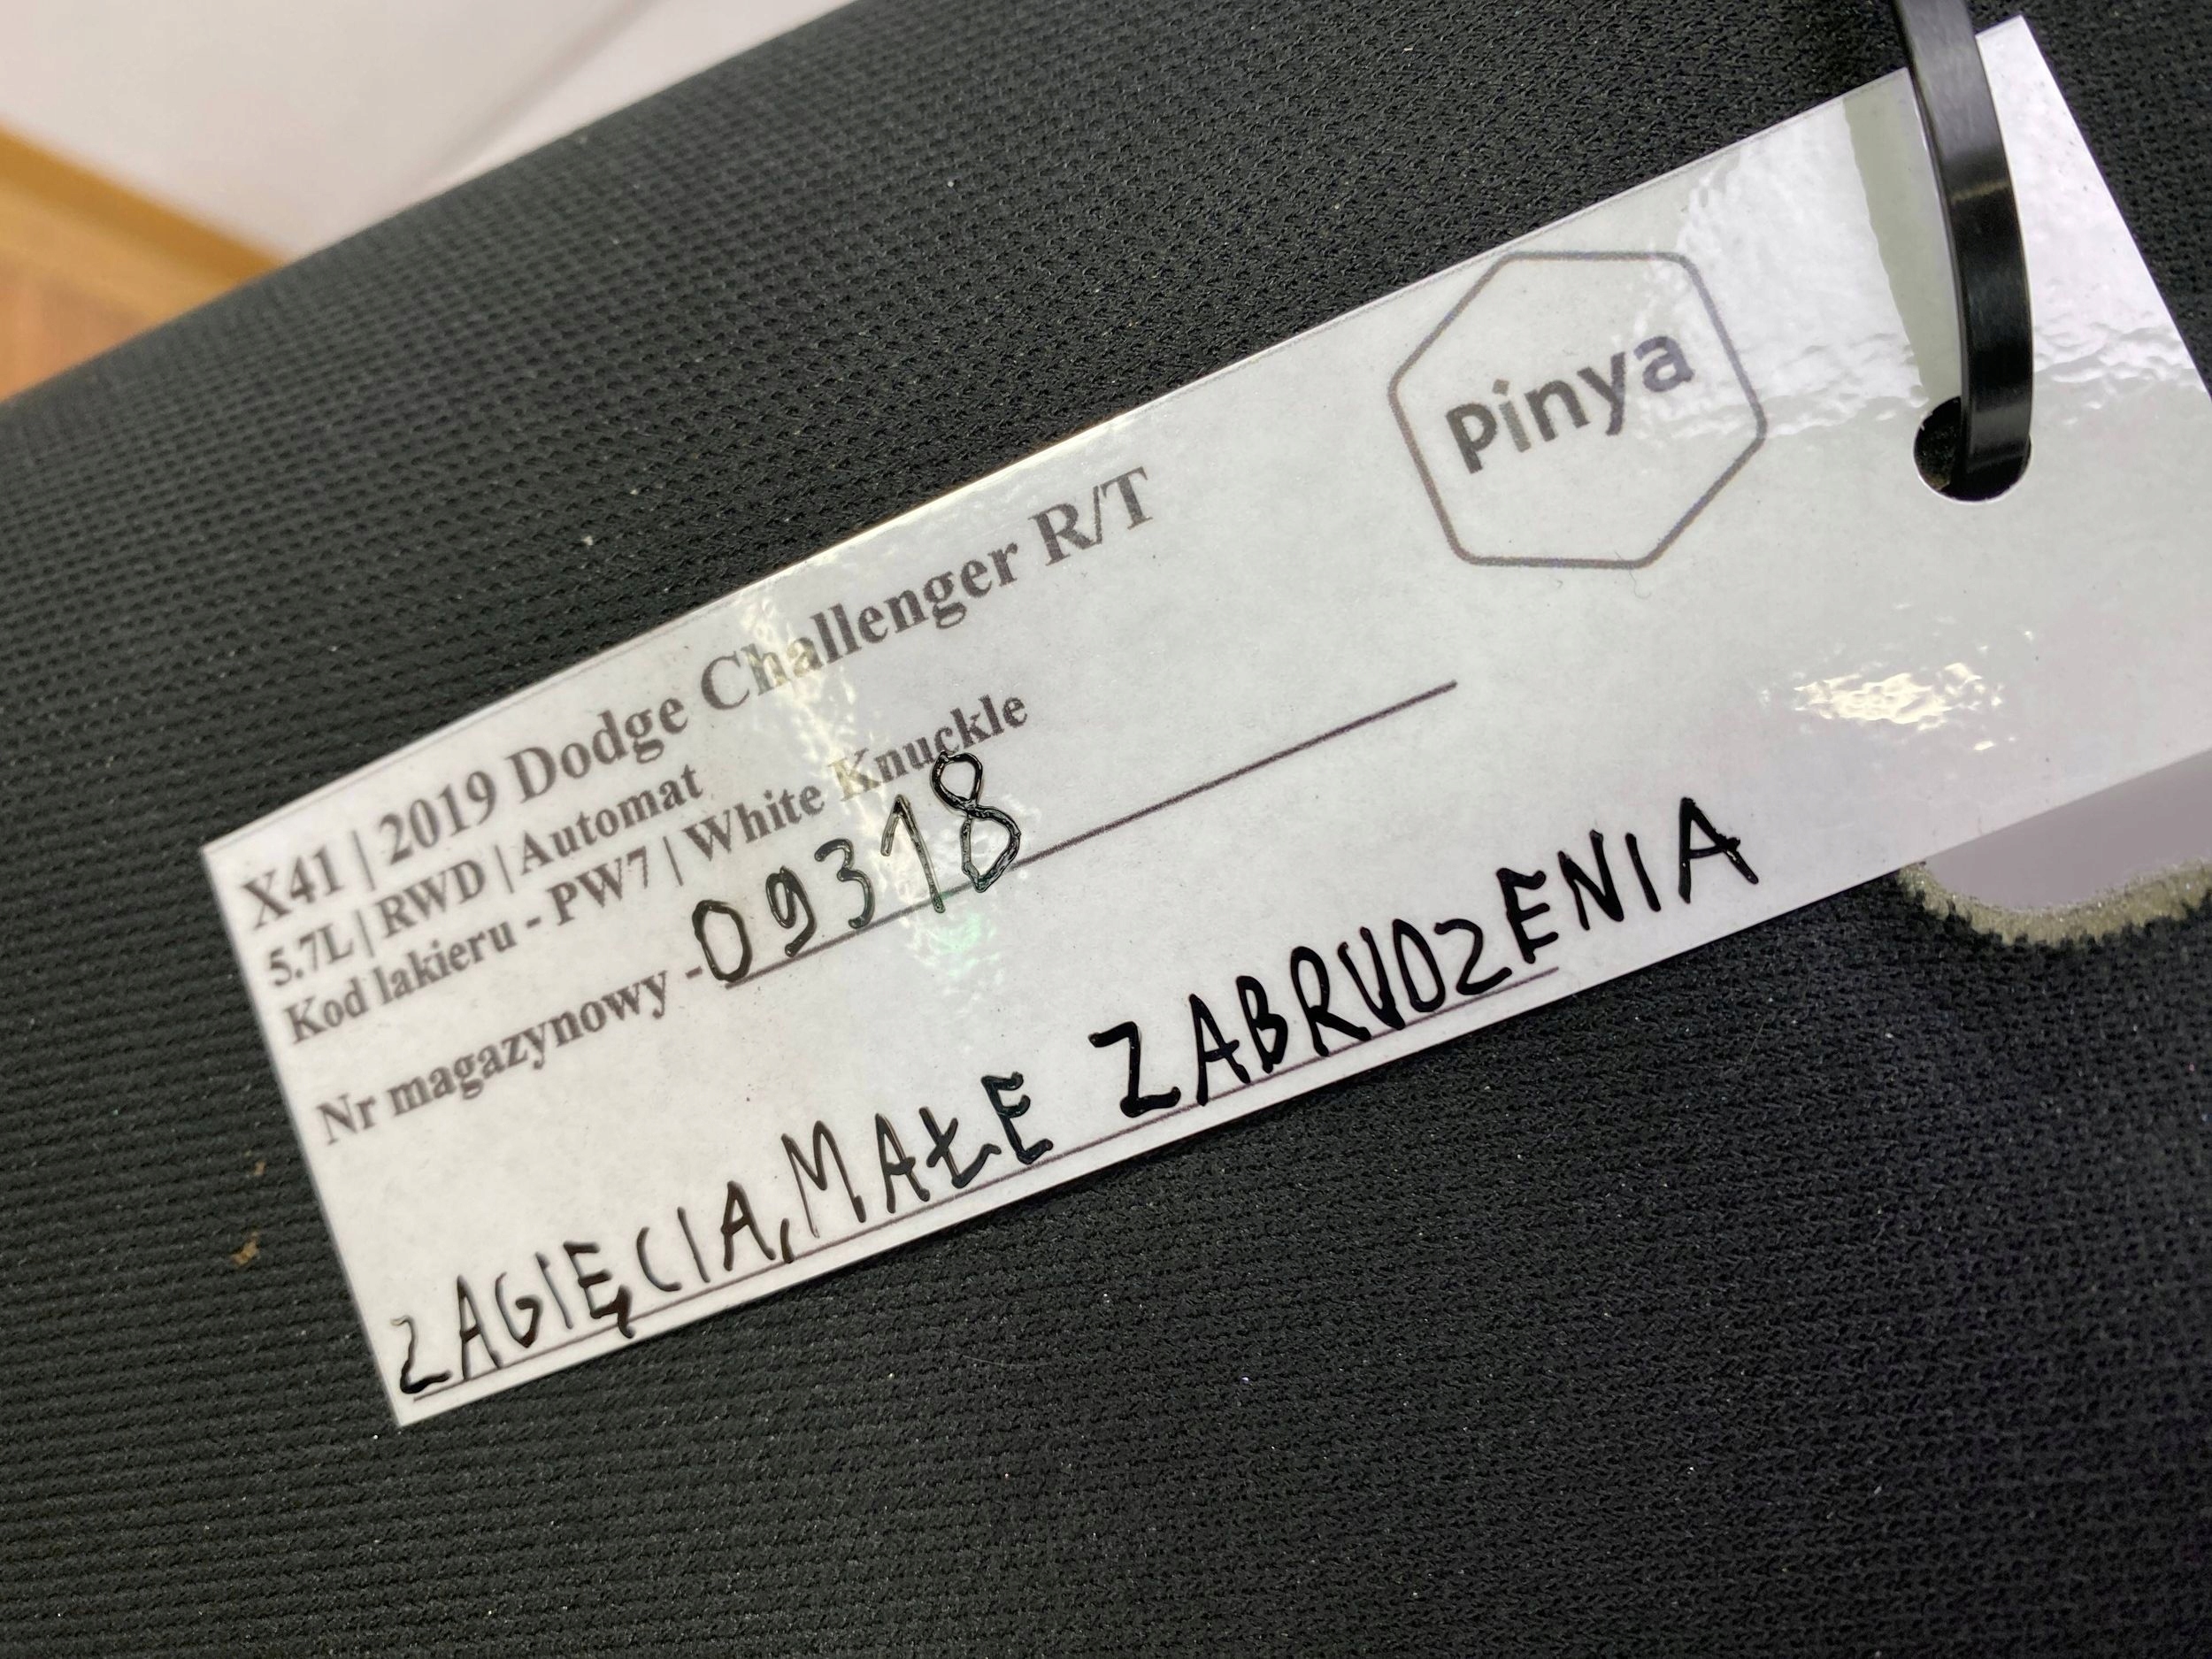 Pinya
X41 | 2019 Dodge Challenger R/T
5.7L | RWD | Automat
Kod lakieru - PW7 | White Knuckle
Nr magazynowy - 09318
ZAGIĘCIA, MAŁE ZABRUDZENIA